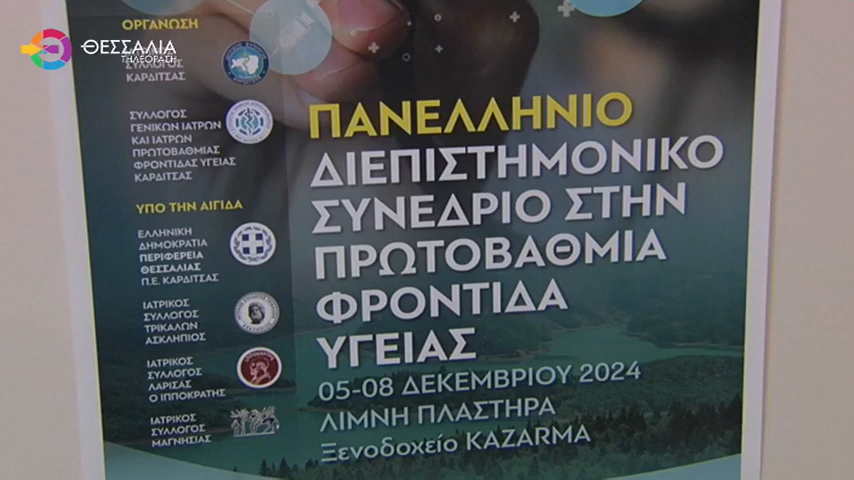 ΘΕΣΣΑΛΙΑ
ΤΗΛΕΟΡΑΣΗ
ΟΡΓΑΝΩΣΗ
ΣΥΛΛΟΓΟΣ
ΚΑΡΔΙΤΣΑΣ
ΣΥΛΛΟΓΟΣ
ΓΕΝΙΚΩΝ ΙΑΤΡΩΝ
ΚΑΙ ΙΑΤΡΩΝ
ΠΡΩΤΟΒΑΘΜΙΑΣ
ΦΡΟΝΤΙΔΑΣ ΥΓΕΙΑΣ
ΚΑΡΔΙΤΣΑΣ
ΥΠΟ ΤΗΝ ΑΙΓΙΔΑ
ΕΛΛΗΝΙΚΗ
ΔΗΜΟΚΡΑΤΙΑ
ΠΕΡΙΦΕΡΕΙΑ
ΘΕΣΣΑΛΙΑΣ
Π.Ε. ΚΑΡΔΙΤΣΑΣ
ΙΑΤΡΙΚΟΣ
ΣΥΛΛΟΓΟΣ
ΤΡΙΚΑΛΩΝ
ΑΣΚΛΗΠΙΟΣ
ΙΑΤΡΙΚΟΣ
ΣΥΛΛΟΓΟΣ
ΛΑΡΙΣΑΣ
Ο ΙΠΠΟΚΡΑΤΗΣ
ΙΑΤΡΙΚΟΣ
ΣΥΛΛΟΓΟΣ
ΜΑΓΝΗΣΙΑΣ
ΠΑΝΕΛΛΗΝΙΟ
ΔΙΕΠΙΣΤΗΜΟΝΙΚΟ
ΣΥΝΕΔΡΙΟ ΣΤΗΝ
ΠΡΩΤΟΒΑΘΜΙΑ
ΦΡΟΝΤΙΔΑ
ΥΓΕΙΑΣ
05-08 ΔΕΚΕΜΒΡΙΟΥ 2024
ΛΙΜΝΗ ΠΛΑΣΤΗΡΑ
Ξενοδοχείο KAZARMA